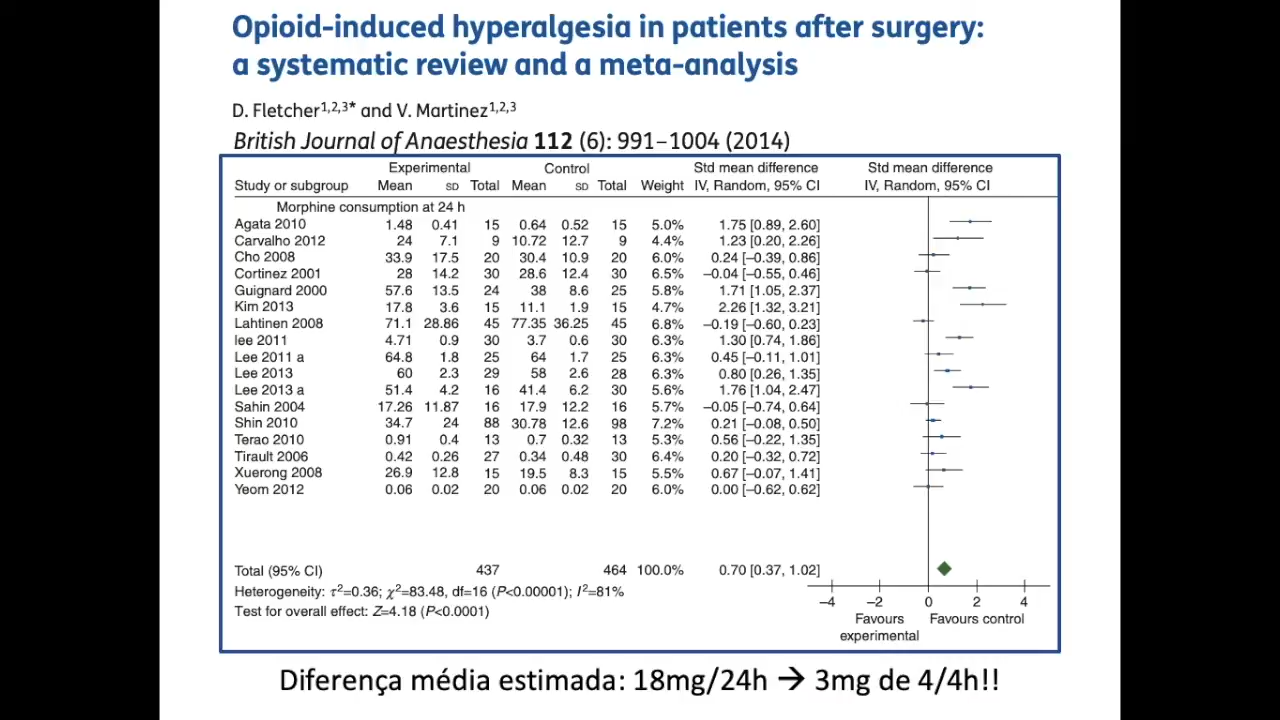 Opioid-induced hyperalgesia in patients after surgery:
a systematic review and a meta-analysis
D. Fletcher1,2,3* and V. Martinez1,2,3
British Journal of Anaesthesia 112 (6): 991–1004 (2014)
Experimental Control Std mean difference Std mean difference
Study or subgroup Mean SD Total Mean SD Total Weight IV, Random, 95% CI IV, Random, 95% CI
Morphine consumption at 24 h
Agata 2010 1.48 0.41 15 0.64 0.52 15 5.0% 1.75 [0.89, 2.60]
Carvalho 2012 24 7.1 9 10.72 12.7 9 4.4% 1.23 [0.20, 2.26]
Cho 2008 33.9 17.5 20 30.4 10.9 20 6.0% 0.24 [−0.39, 0.86]
Cortinez 2001 28 14.2 30 28.6 12.4 30 6.5% −0.04 [−0.55, 0.46]
Guignard 2000 57.6 13.5 24 38 8.6 25 5.8% 1.71 [1.05, 2.37]
Kim 2013 17.8 3.6 15 11.1 1.9 15 4.7% 2.26 [1.32, 3.21]
Lahtinen 2008 71.1 28.86 45 77.35 36.25 45 6.8% −0.19 [−0.60, 0.23]
lee 2011 4.71 0.9 30 3.7 0.6 30 6.3% 1.30 [0.74, 1.86]
Lee 2011 a 64.8 1.8 25 64 1.7 25 6.3% 0.45 [−0.11, 1.01]
Lee 2013 60 2.3 29 58 2.6 28 6.3% 0.80 [0.26, 1.35]
Lee 2013 a 51.4 4.2 16 41.4 6.2 30 5.6% 1.76 [1.04, 2.47]
Sahin 2004 17.26 11.87 16 17.9 12.2 16 5.7% −0.05 [−0.74, 0.64]
Shin 2010 34.7 24 88 30.78 12.6 98 7.2% 0.21 [−0.08, 0.50]
Terao 2010 0.91 0.4 13 0.7 0.32 13 5.3% 0.56 [−0.22, 1.35]
Tirault 2006 0.42 0.26 27 0.34 0.48 30 6.4% 0.20 [−0.32, 0.72]
Xuerong 2008 26.9 12.8 15 19.5 8.3 15 5.5% 0.67 [−0.07, 1.41]
Yeom 2012 0.06 0.02 20 0.06 0.02 20 6.0% 0.00 [−0.62, 0.62]
Total (95% CI) 437 464 100.0% 0.70 [0.37, 1.02]
Heterogeneity: τ²=0.36; χ²=83.48, df=16 (P<0.00001); I²=81%
Test for overall effect: Z=4.18 (P<0.0001)
−4 −2 0 2 4
Favours experimental Favours control
Diferença média estimada: 18mg/24h → 3mg de 4/4h!!